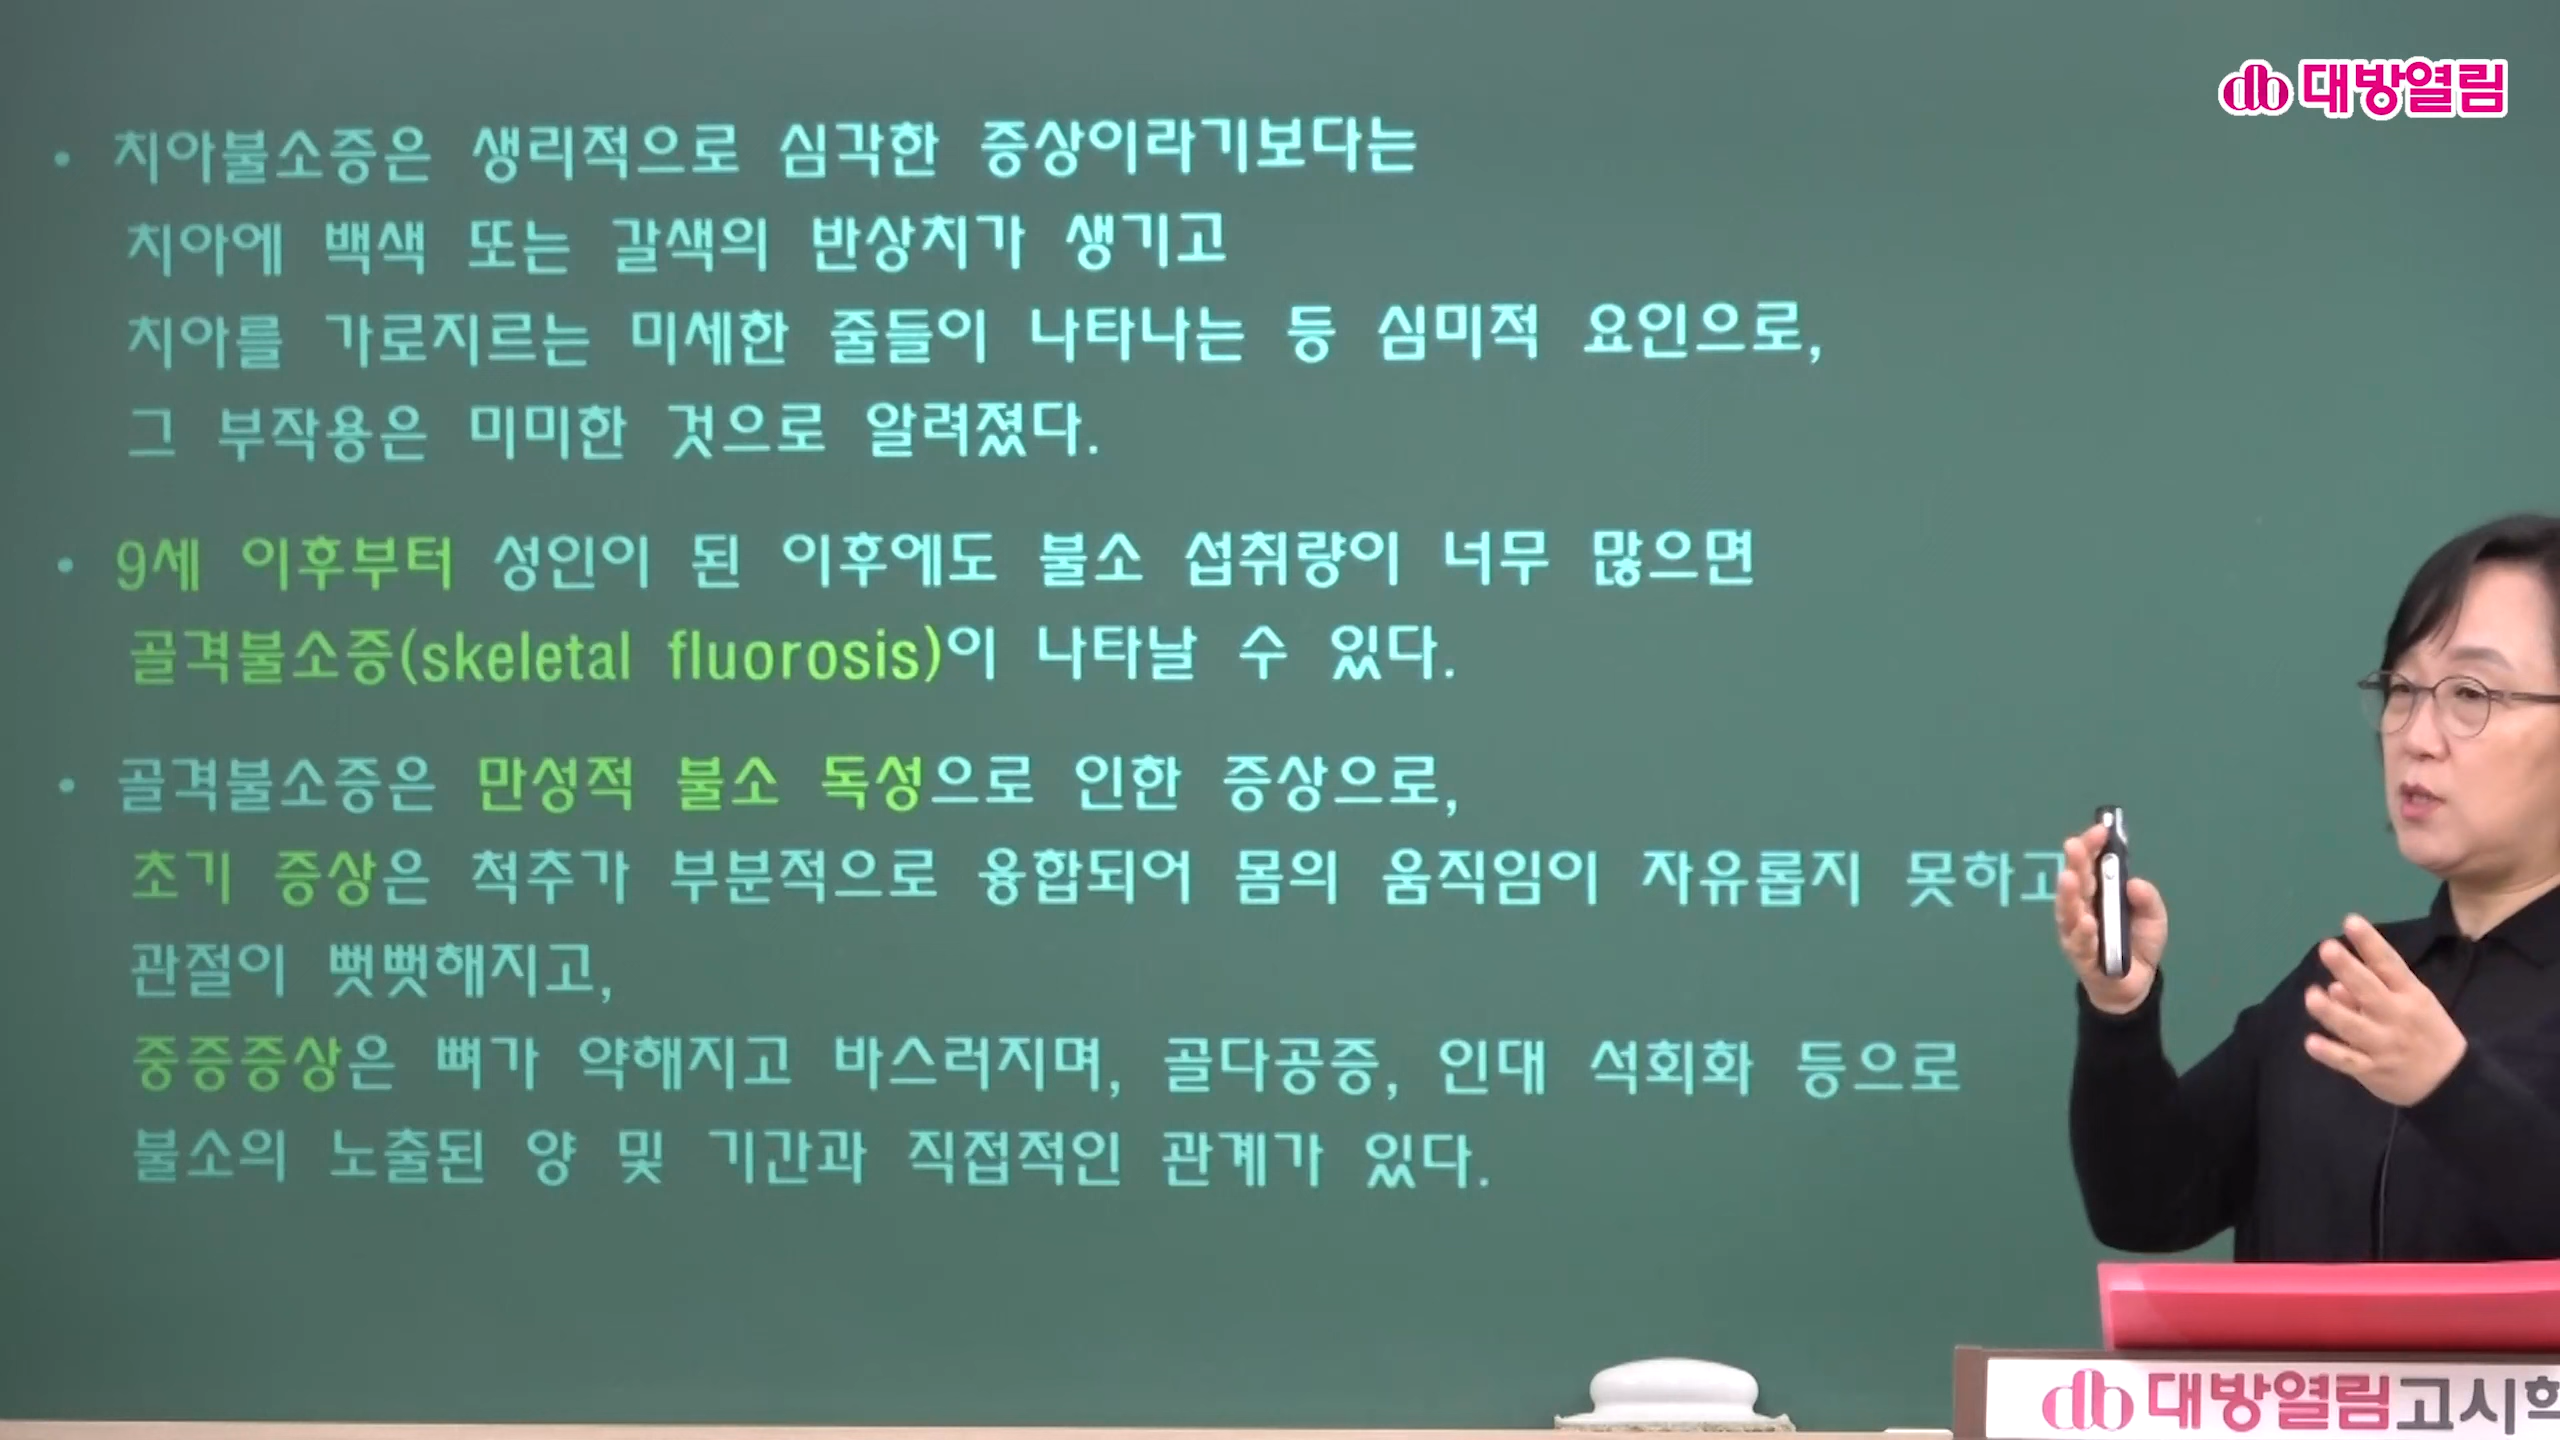 대방열림
• 치아불소증은 생리적으로 심각한 증상이라기보다는
치아에 백색 또는 갈색의 반상치가 생기고
치아를 가로지르는 미세한 줄들이 나타나는 등 심미적 요인으로,
그 부작용은 미미한 것으로 알려졌다.
• 9세 이후부터 성인이 된 이후에도 불소 섭취량이 너무 많으면
골격불소증(skeletal fluorosis)이 나타날 수 있다.
• 골격불소증은 만성적 불소 독성으로 인한 증상으로,
초기 증상은 척추가 부분적으로 융합되어 몸의 움직임이 자유롭지 못하고
관절이 뻣뻣해지고,
중증증상은 뼈가 약해지고 바스러지며, 골다공증, 인대 석회화 등으로
불소의 노출된 양 및 기간과 직접적인 관계가 있다.
대방열림고시